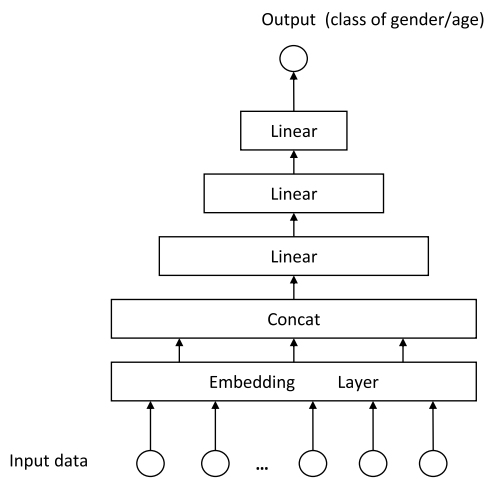 Output (class of gender/age)
Linear
Linear
Linear
Concat
Embedding Layer
Input data ...